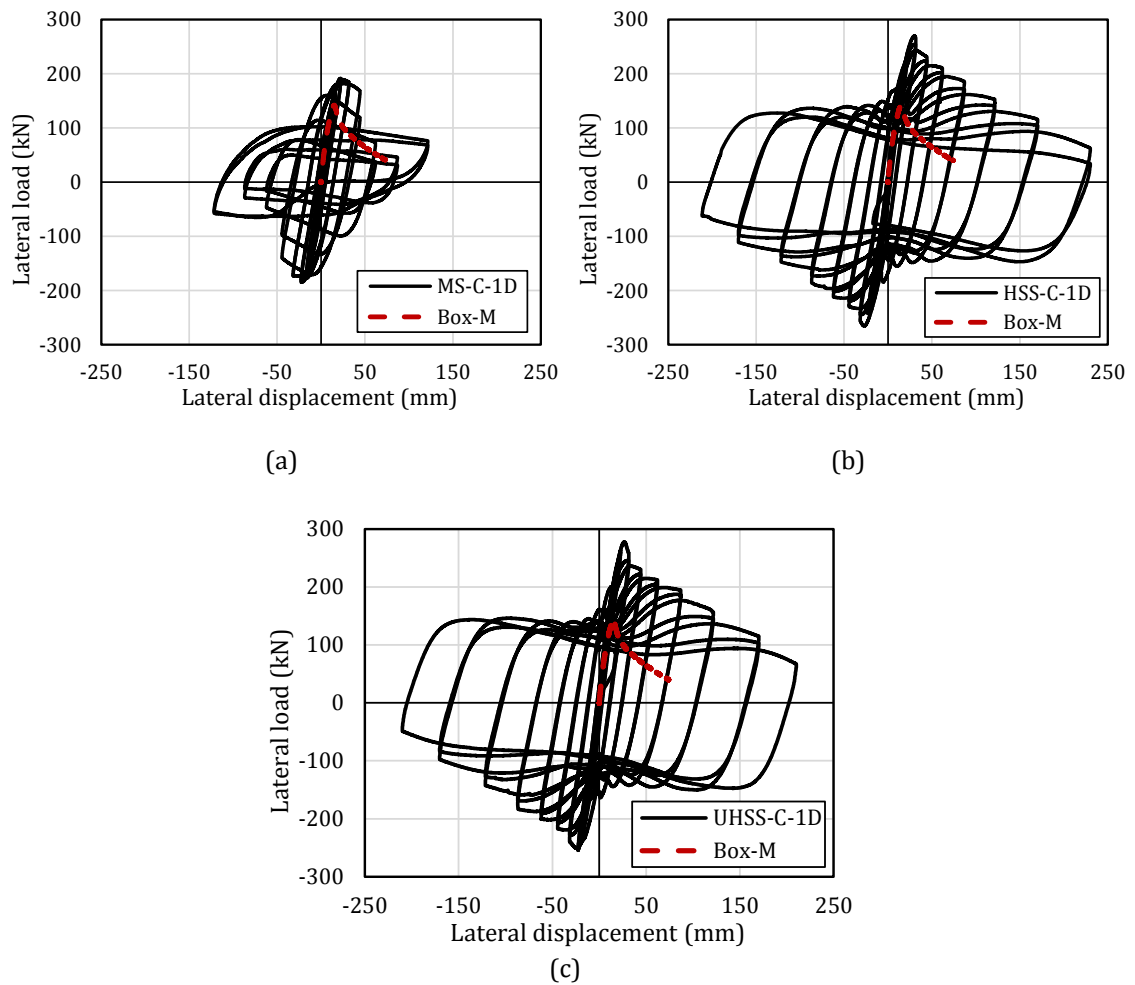 300
200
100
0
-100
-200
-300
-250 -150 -50 50 150 250
Lateral load (kN)
Lateral displacement (mm)
MS-C-1D
Box-M
(a)
300
200
100
0
-100
-200
-300
-250 -150 -50 50 150 250
Lateral load (kN)
Lateral displacement (mm)
HSS-C-1D
Box-M
(b)
300
200
100
0
-100
-200
-300
-250 -150 -50 50 150 250
Lateral load (kN)
Lateral displacement (mm)
UHSS-C-1D
Box-M
(c)